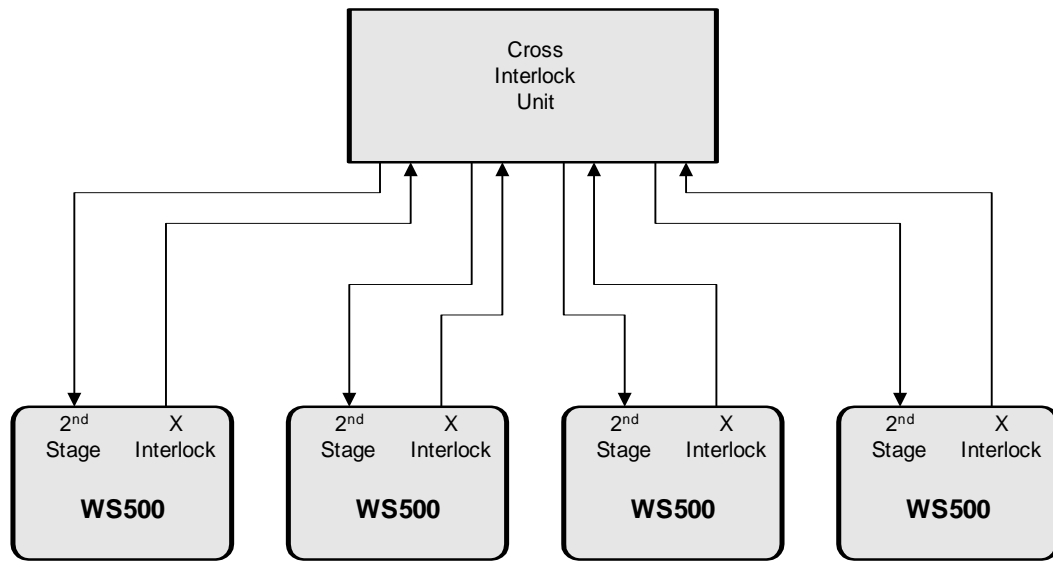 Cross
Interlock
Unit
2nd Stage
X Interlock
WS500
2nd Stage
X Interlock
WS500
2nd Stage
X Interlock
WS500
2nd Stage
X Interlock
WS500